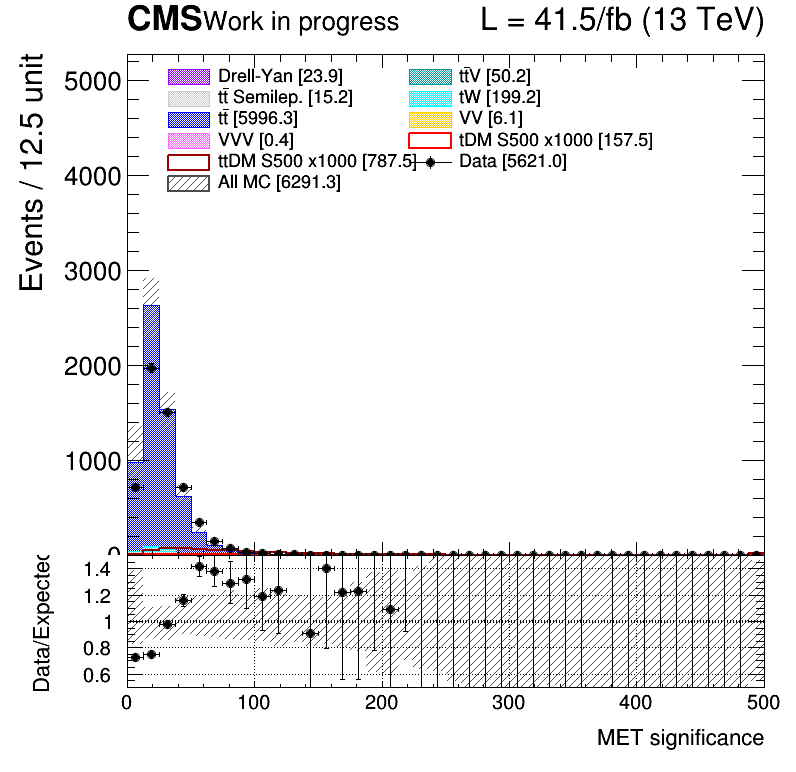 CMS Work in progress L = 41.5/fb (13 TeV)
Events / 12.5 unit
5000
4000
3000
2000
1000
0
Drell-Yan [23.9]
tt̄V [50.2]
tt̄ Semilep. [15.2]
tW [199.2]
tt̄ [5996.3]
VV [6.1]
VVV [0.4]
tDM S500 x1000 [157.5]
ttDM S500 x1000 [787.5]
Data [5621.0]
All MC [6291.3]
Data/Expected
1.4
1.2
1
0.8
0.6
0 100 200 300 400 500
MET significance